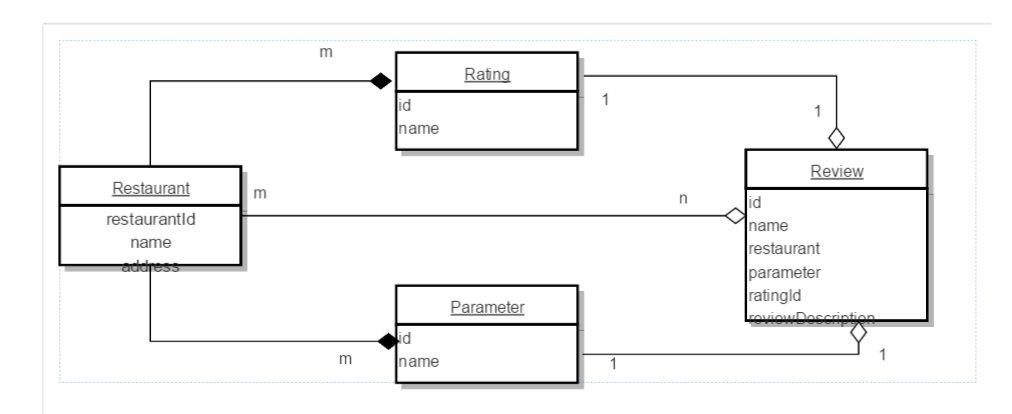 m
Rating
id
name
1
1
Restaurant
restaurantId
name
address
m
n
Review
id
name
restaurant
parameter
ratingId
reviewDescription
Parameter
id
name
m
1
1